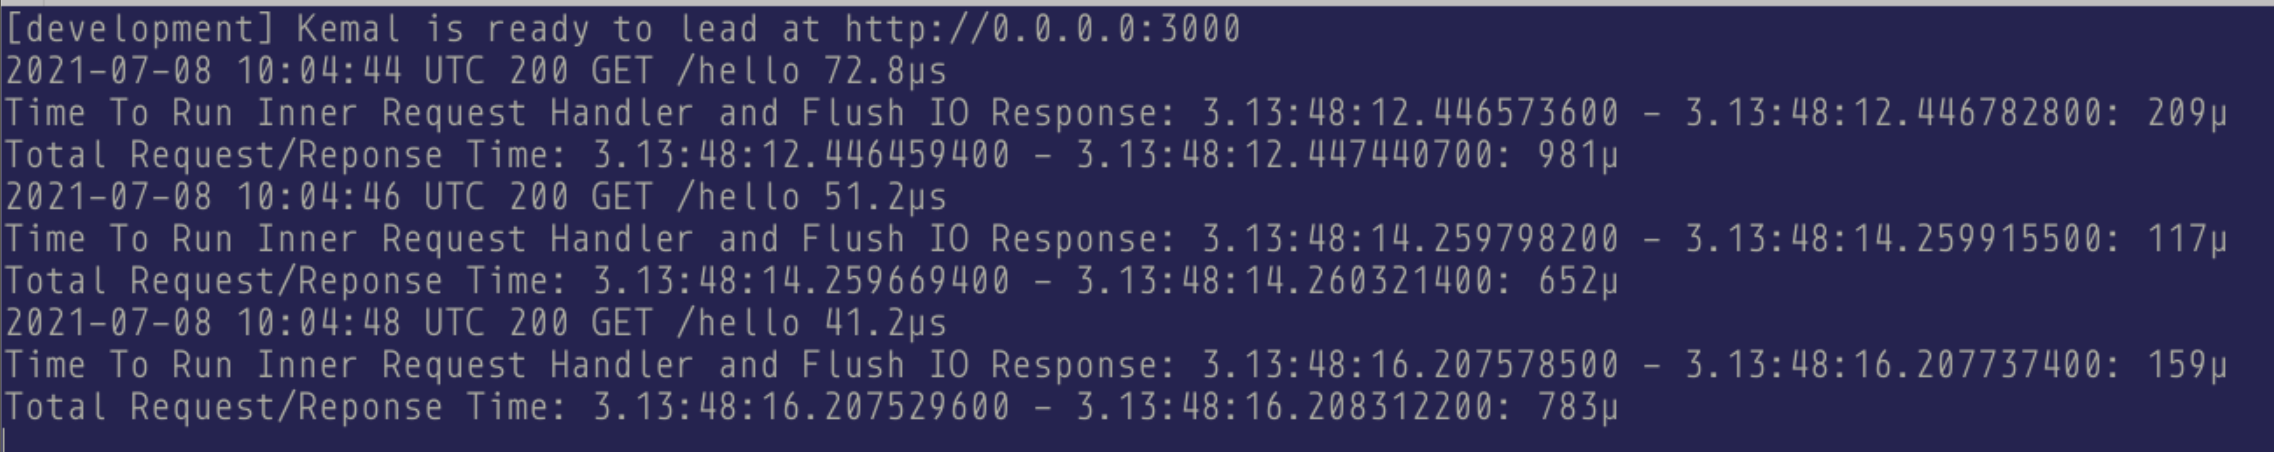 [development] Kemal is ready to lead at http://0.0.0.0:3000
2021-07-08 10:04:44 UTC 200 GET /hello 72.8µs
Time To Run Inner Request Handler and Flush IO Response: 3.13:48:12.446573600 - 3.13:48:12.446782800: 209µ
Total Request/Reponse Time: 3.13:48:12.446459400 - 3.13:48:12.447440700: 981µ
2021-07-08 10:04:46 UTC 200 GET /hello 51.2µs
Time To Run Inner Request Handler and Flush IO Response: 3.13:48:14.259798200 - 3.13:48:14.259915500: 117µ
Total Request/Reponse Time: 3.13:48:14.259669400 - 3.13:48:14.260321400: 652µ
2021-07-08 10:04:48 UTC 200 GET /hello 41.2µs
Time To Run Inner Request Handler and Flush IO Response: 3.13:48:16.207578500 - 3.13:48:16.207737400: 159µ
Total Request/Reponse Time: 3.13:48:16.207529600 - 3.13:48:16.208312200: 783µ